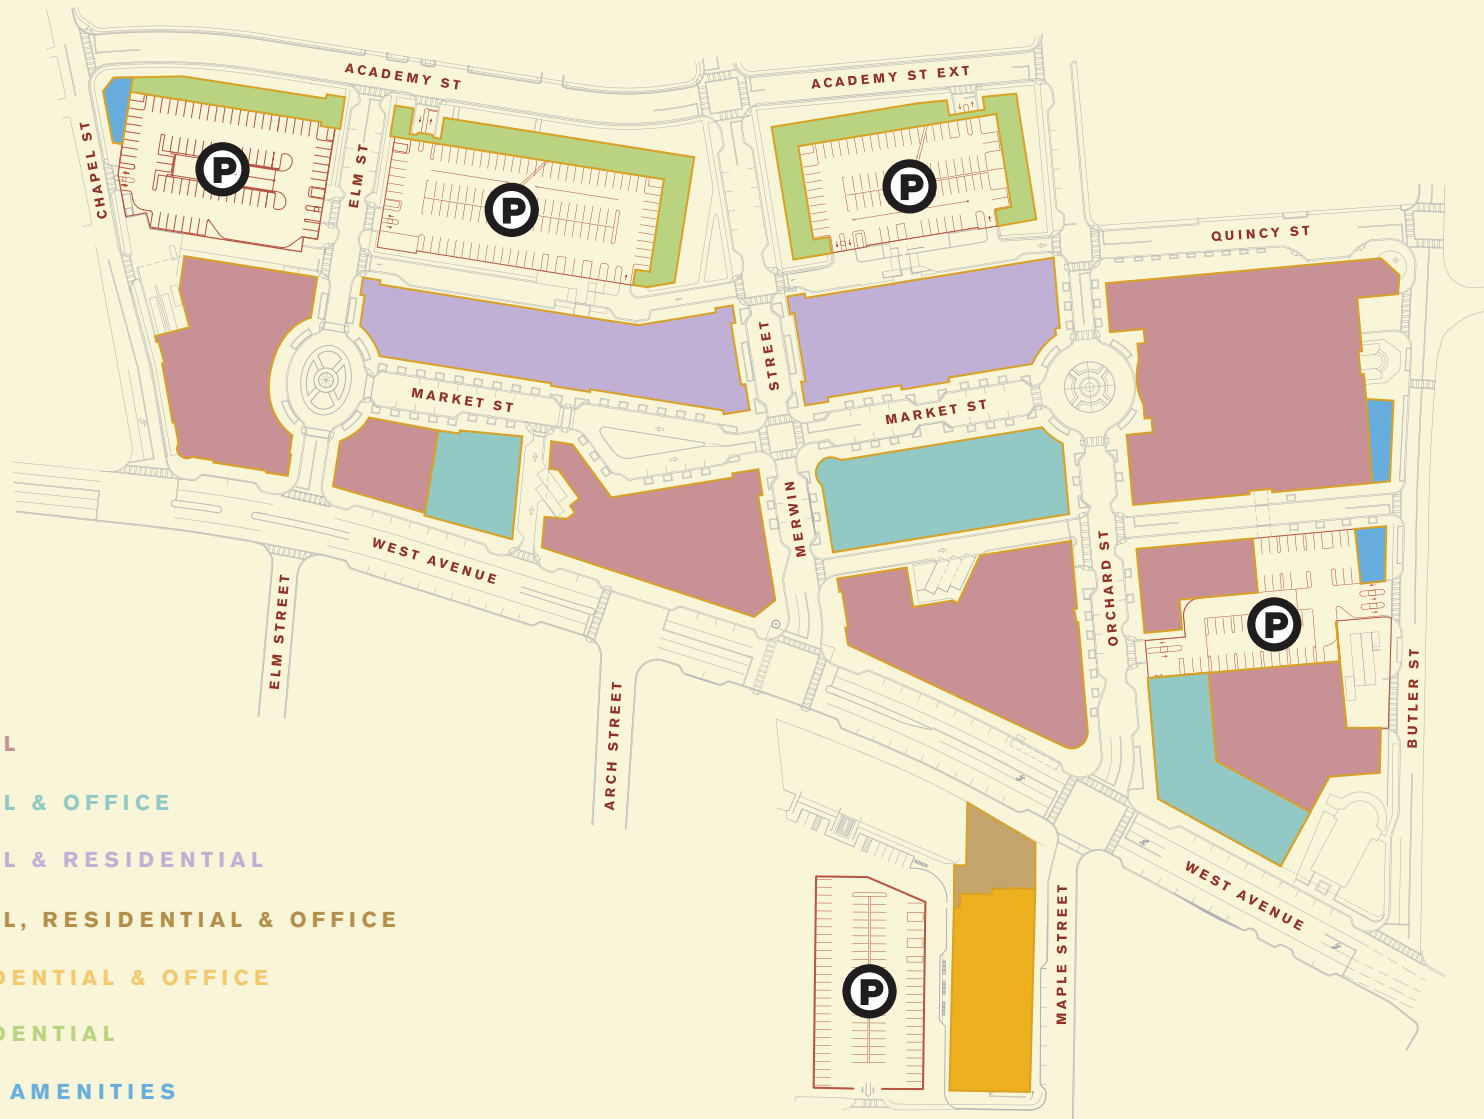 ACADEMY ST
ACADEMY ST EXT
CHAPEL ST
P
ELM ST
P
P
QUINCY ST
STREET
MARKET ST
MARKET ST
MERWIN
WEST AVENUE
ORCHARD ST
P
ELM STREET
ARCH STREET
BUTLER ST
L
L & OFFICE
L & RESIDENTIAL
L, RESIDENTIAL & OFFICE
DENTIAL & OFFICE
DENTIAL
AMENITIES
WEST AVENUE
MAPLE STREET
P